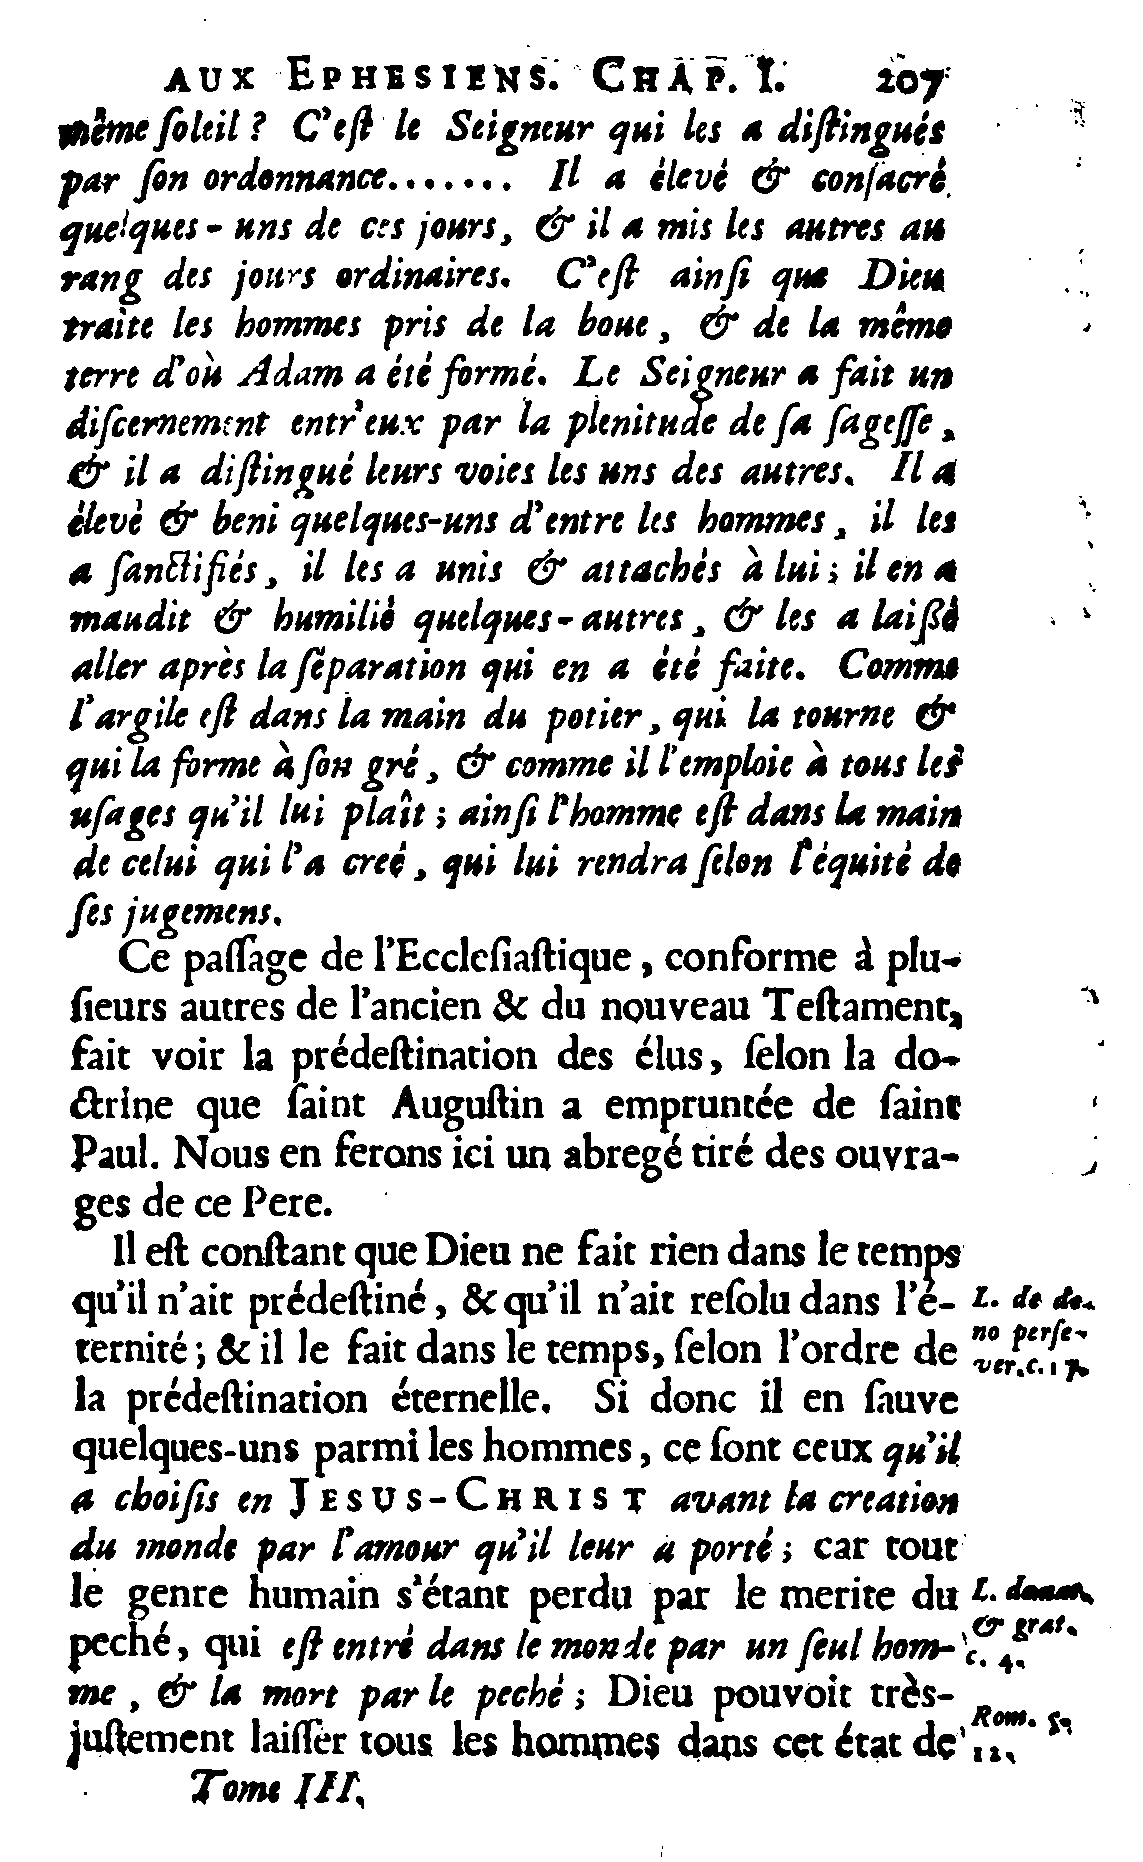 AUX EPHESIENS. CHAP. I. 207
même ſoleil ? C'eſt le Seigneur qui les a diſtingués
par ſon ordonnance....... Il a élevé & conſacré
quelques-uns de ces jours, & il a mis les autres au
rang des jours ordinaires. C'eſt ainſi que Dieu
traite les hommes pris de la boue, & de la même
terre d'où Adam a été formé. Le Seigneur a fait un
diſcernement entr'eux par la plenitude de ſa ſageſſe,
& il a diſtingué leurs voies les uns des autres. Il a
élevé & beni quelques-uns d'entre les hommes, il les
a ſanctifiés, il les a unis & attachés à lui; il en a
maudit & humilié quelques-autres, & les a laiſſé
aller après la ſéparation qui en a été faite. Comme
l'argile eſt dans la main du potier, qui la tourne &
qui la forme à ſon gré, & comme il l'emploie à tous les
uſages qu'il lui plaît; ainſi l'homme eſt dans la main
de celui qui l'a creé, qui lui rendra ſelon l'équité de
ſes jugemens.
Ce paſſage de l'Eccleſiaſtique, conforme à plu-
ſieurs autres de l'ancien & du nouveau Teſtament,
fait voir la prédeſtination des élus, ſelon la do-
ctrine que ſaint Auguſtin a empruntée de ſaint
Paul. Nous en ferons ici un abregé tiré des ouvra-
ges de ce Pere.
Il eſt conſtant que Dieu ne fait rien dans le temps
qu'il n'ait prédeſtiné, & qu'il n'ait reſolu dans l'é- L. de do-
ternité; & il le fait dans le temps, ſelon l'ordre de no perſe-
ver. c. 17.
la prédeſtination éternelle. Si donc il en ſauve
quelques-uns parmi les hommes, ce ſont ceux qu'il
a choiſis en JESUS-CHRIST avant la creation
du monde par l'amour qu'il leur a porté; car tout
le genre humain s'étant perdu par le merite du L.
& grat.
peché, qui eſt entré dans le monde par un ſeul hom- c. 4.
me, & la mort par le peché; Dieu pouvoit très-
Rom. 5.
juſtement laiſſer tous les hommes dans cet état de 12.
Tome III.